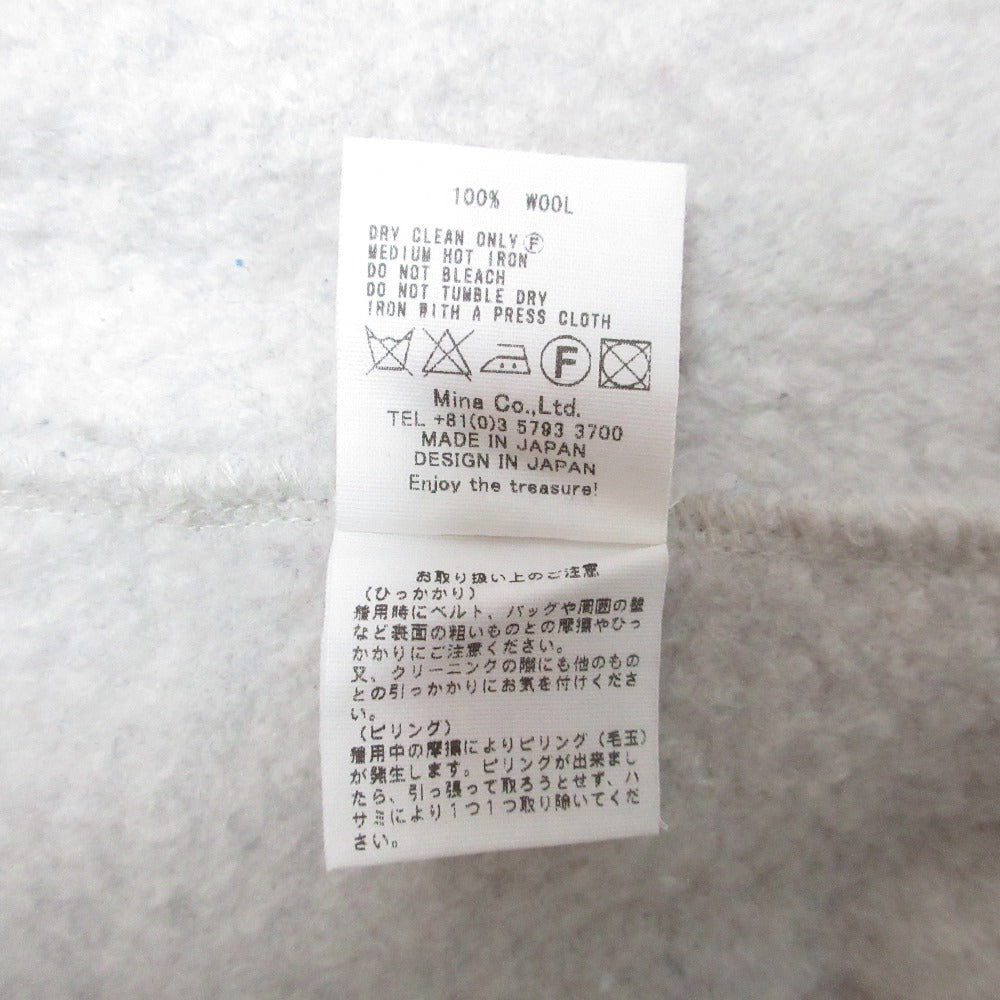 100% WOOL
DRY CLEAN ONLY Ⓕ
MEDIUM HOT IRON
DO NOT BLEACH
DO NOT TUMBLE DRY
IRON WITH A PRESS CLOTH
F
Mina Co.,Ltd.
TEL +81(0)3 5793 3700
MADE IN JAPAN
DESIGN IN JAPAN
Enjoy the treasure!
お取り扱い上のご注意
(ひっかかり)
着用時にベルト、バッグや周囲の壁
など表面の粗いものとの摩擦やひっ
かかりにご注意ください。
又、クリーニングの際にも他のもの
との引っかかりにお気を付けくださ
い。
(ピリング)
着用中の摩擦によりピリング(毛玉)
が発生します。ピリングが出来まし
たら、引っ張って取ろうとせず、ハ
サミにより1つ1つ取り除いてくだ
さい。